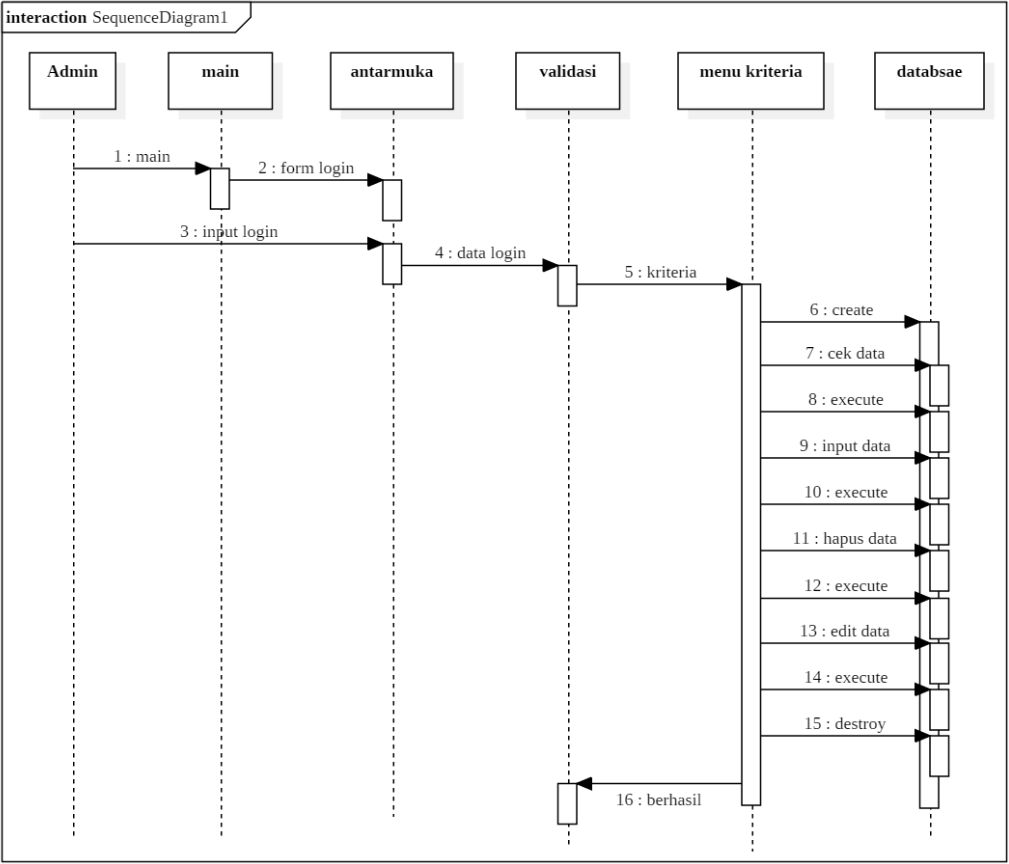 interaction SequenceDiagram1
Admin
main
antarmuka
validasi
menu kriteria
databsae
1 : main
2 : form login
3 : input login
4 : data login
5 : kriteria
6 : create
7 : cek data
8 : execute
9 : input data
10 : execute
11 : hapus data
12 : execute
13 : edit data
14 : execute
15 : destroy
16 : berhasil